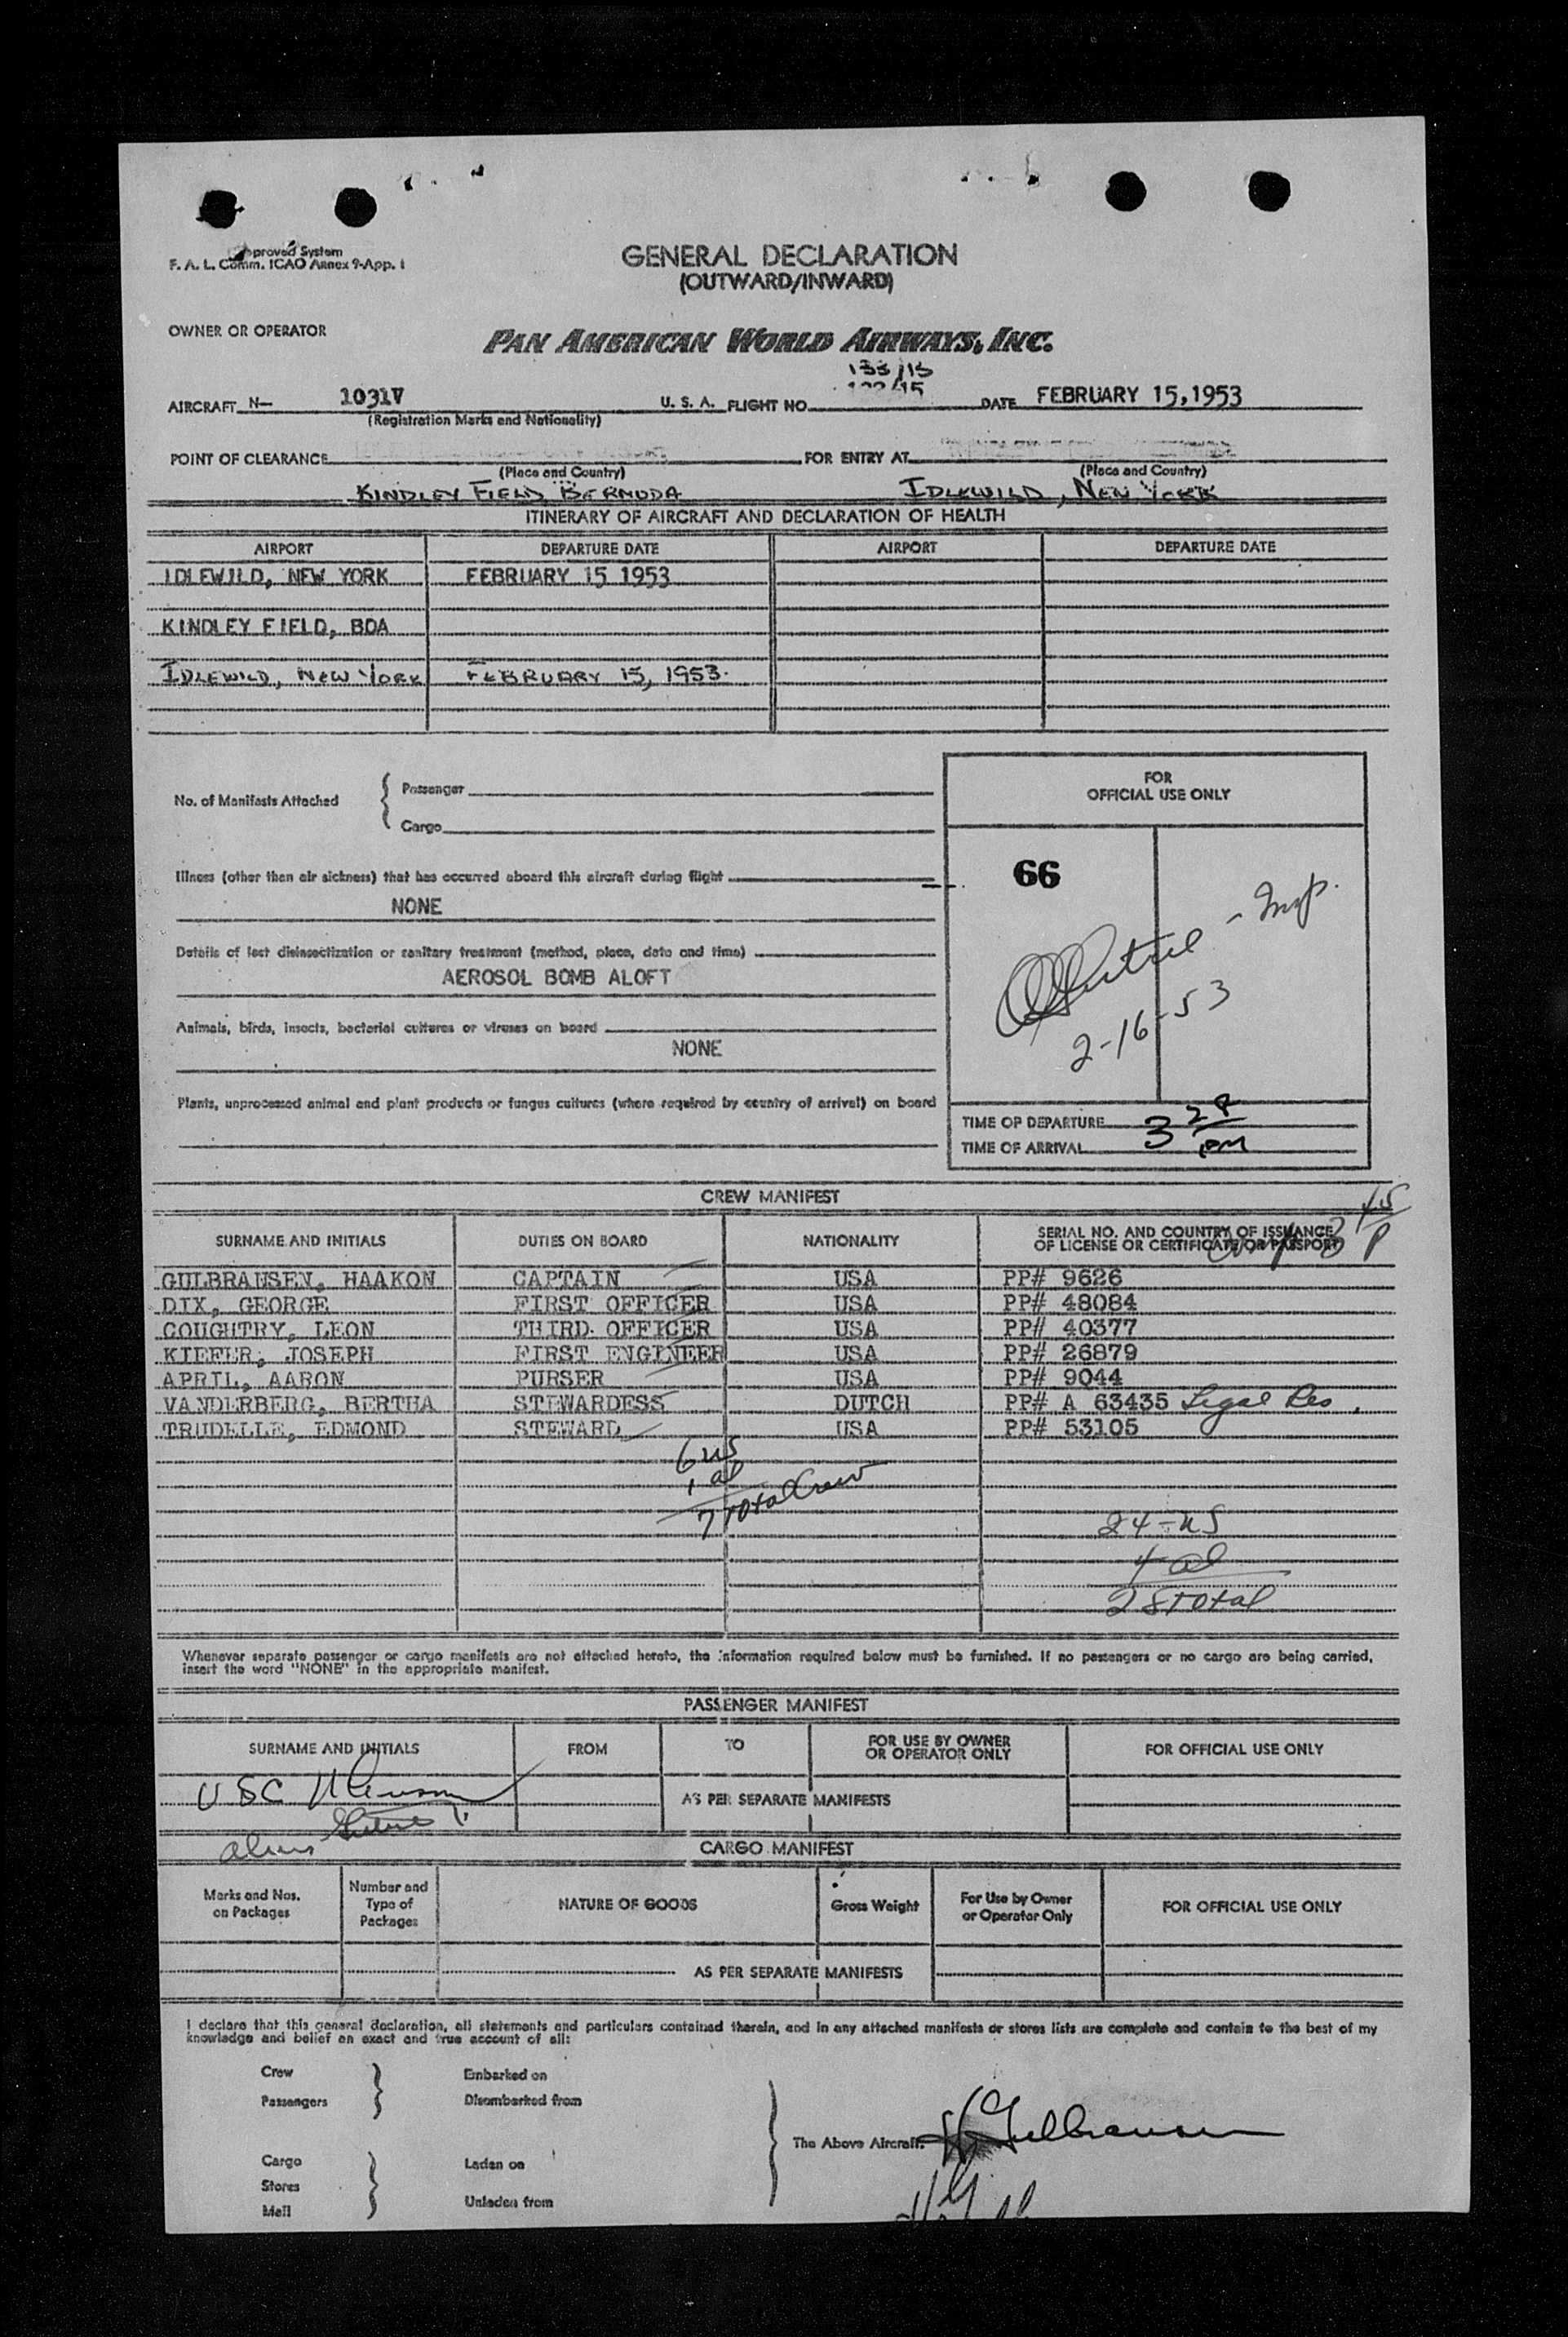 proved System
F. A. L. Comm. ICAO Annex 9-App. 1
GENERAL DECLARATION
(OUTWARD/INWARD)
OWNER OR OPERATOR
PAN AMERICAN WORLD AIRWAYS, INC.
133/15
AIRCRAFT N- 1031V U. S. A. FLIGHT NO. /15 DATE FEBRUARY 15,1953
(Registration Marks and Nationality)
POINT OF CLEARANCE FOR ENTRY AT
(Place and Country) (Place and Country)
KINDLEY FIELD, BERMUDA IDLEWILD, NEW YORK
ITINERARY OF AIRCRAFT AND DECLARATION OF HEALTH
AIRPORT DEPARTURE DATE AIRPORT DEPARTURE DATE
IDLEWILD, NEW YORK FEBRUARY 15 1953
KINDLEY FIELD, BDA
IDLEWILD, NEW YORK FEBRUARY 15, 1953.
No. of Manifests Attached
Passenger
Cargo
FOR
OFFICIAL USE ONLY
66
- Insp.
2-16-53
Illness (other than air sickness) that has occurred aboard this aircraft during flight
NONE
Details of last disinsectization or sanitary treatment (method, place, date and time)
AEROSOL BOMB ALOFT
Animals, birds, insects, bacterial cultures or viruses on board
NONE
Plants, unprocessed animal and plant products or fungus cultures (where required by country of arrival) on board
TIME OF DEPARTURE
TIME OF ARRIVAL 3 28 PM
CREW MANIFEST
3 45 P
SURNAME AND INITIALS DUTIES ON BOARD NATIONALITY SERIAL NO. AND COUNTRY OF ISSUANCE
OF LICENSE OR CERTIFICATE OR PASSPORT
GULBRANSEN, HAAKON CAPTAIN USA PP# 9626
DIX, GEORGE FIRST OFFICER USA PP# 48084
COUGHTRY, LEON THIRD OFFICER USA PP# 40377
KIEFER, JOSEPH FIRST ENGINEER USA PP# 26879
APRIL, AARON PURSER USA PP# 9044
VANDERBERG, BERTHA STEWARDESS DUTCH PP# A 63435 Legal Res.
TRUDELLE, EDMOND STEWARD USA PP# 53105
6 US
1 al
7 Total Crew
24-US
4 al
28 Total
Whenever separate passenger or cargo manifests are not attached hereto, the information required below must be furnished. If no passengers or no cargo are being carried,
insert the word "NONE" in the appropriate manifest.
PASSENGER MANIFEST
SURNAME AND INITIALS FROM TO FOR USE BY OWNER
OR OPERATOR ONLY FOR OFFICIAL USE ONLY
USC
AS PER SEPARATE MANIFESTS
aliens
CARGO MANIFEST
Marks and Nos.
on Packages Number and
Type of
Packages NATURE OF GOODS Gross Weight For Use by Owner
or Operator Only FOR OFFICIAL USE ONLY
AS PER SEPARATE MANIFESTS
I declare that this general declaration, all statements and particulars contained therein, and in any attached manifests or stores lists are complete and contain to the best of my
knowledge and belief an exact and true account of all:
Crew Embarked on
Passengers Disembarked from
The Above Aircraft. H Gulbransen
Cargo Laden on
Stores
Mail Unladen from